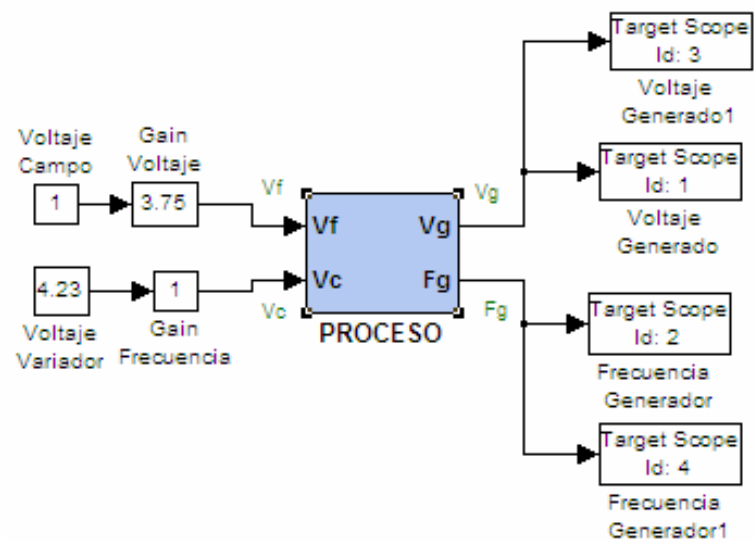 Target Scope
Id: 3
Voltaje
Generado1
Voltaje
Campo
Gain
Voltaje
1
3.75
Vf
Vg
Target Scope
Id: 1
Voltaje
Generado
Vf
Vg
Vc
Fg
4.23
1
Vc
Fg
PROCESO
Voltaje
Variador
Gain
Frecuencia
Target Scope
Id: 2
Frecuencia
Generador
Target Scope
Id: 4
Frecuencia
Generador1